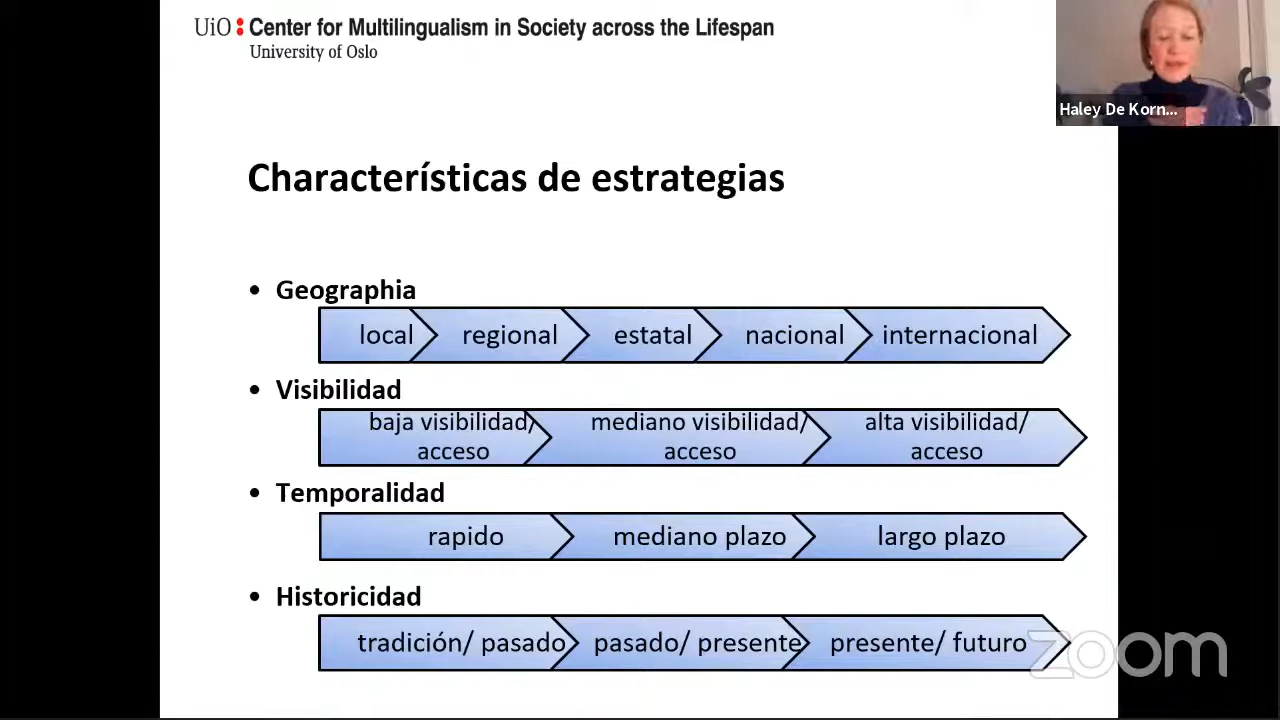 UiO : Center for Multilingualism in Society across the Lifespan
University of Oslo
Haley De Korn...
Características de estrategias
• Geographia
local regional estatal nacional internacional
• Visibilidad
baja visibilidad/ mediano visibilidad/ alta visibilidad/
acceso acceso acceso
• Temporalidad
rapido mediano plazo largo plazo
• Historicidad
tradición/ pasado pasado/ presente presente/ futuro
zoom